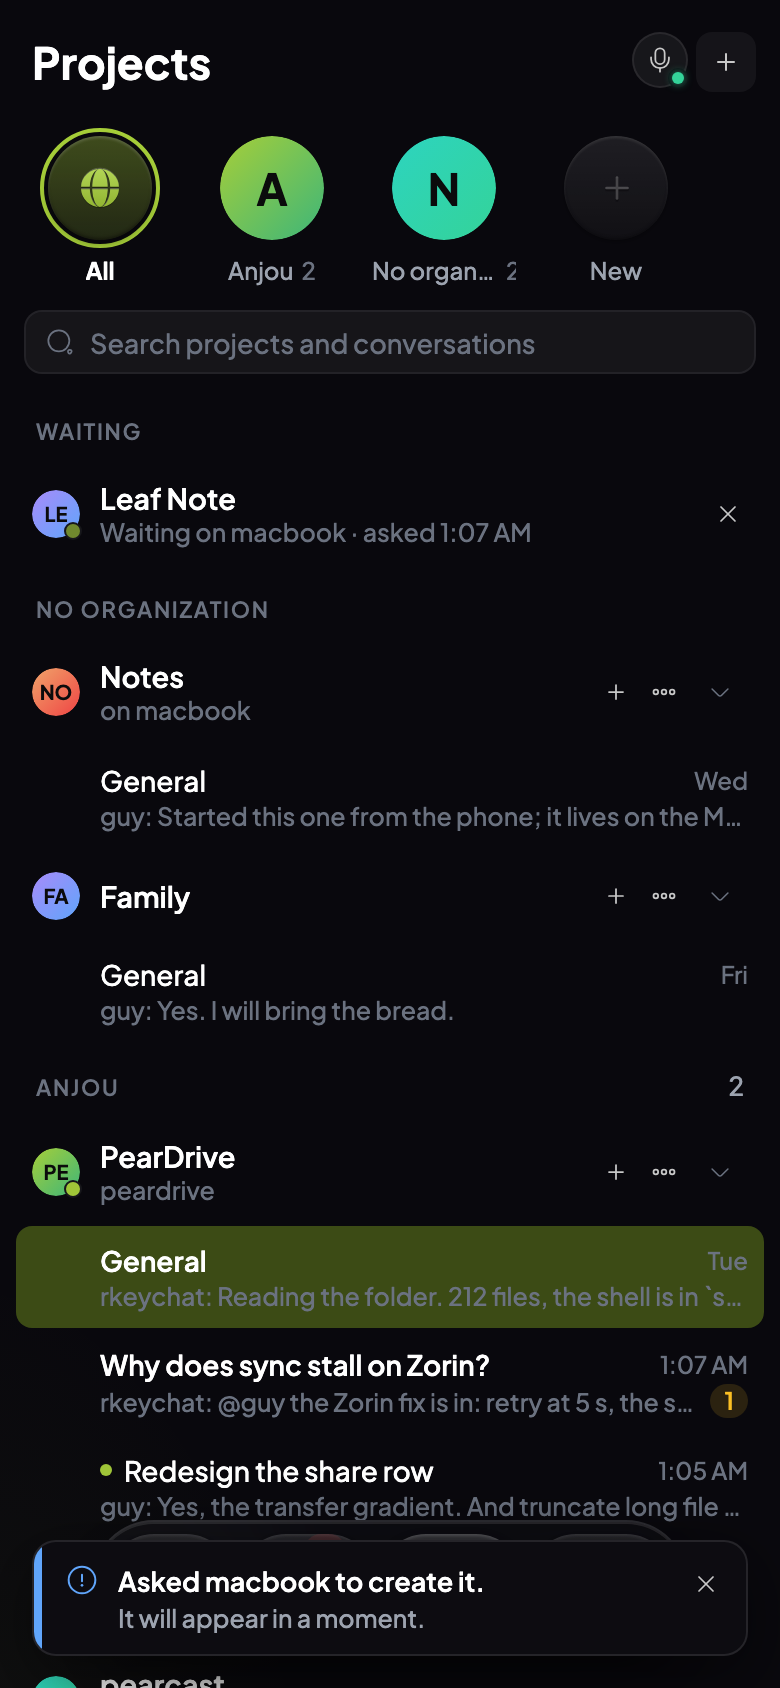 Projects
A
N
All
Anjou 2
No organ... 2
New
Search projects and conversations
WAITING
LE
Leaf Note
Waiting on macbook · asked 1:07 AM
NO ORGANIZATION
NO
Notes
on macbook
General
Wed
guy: Started this one from the phone; it lives on the M...
FA
Family
General
Fri
guy: Yes. I will bring the bread.
ANJOU
2
PE
PearDrive
peardrive
General
Tue
rkeychat: Reading the folder. 212 files, the shell is in `s...
Why does sync stall on Zorin?
1:07 AM
rkeychat: @guy the Zorin fix is in: retry at 5 s, the s...
1
Redesign the share row
1:05 AM
guy: Yes, the transfer gradient. And truncate long file ...
Asked macbook to create it.
It will appear in a moment.
pearcast